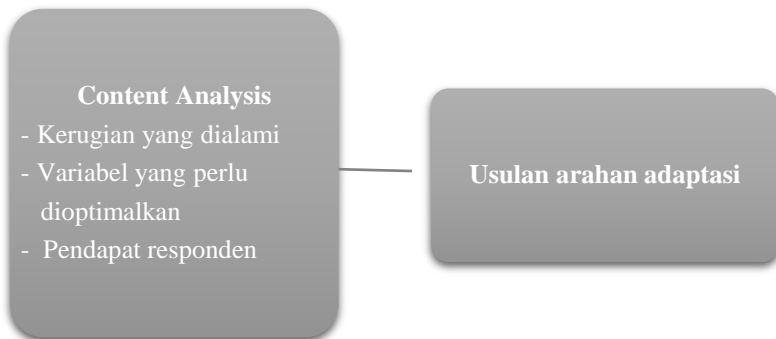 Content Analysis
- Kerugian yang dialami
- Variabel yang perlu
dioptimalkan
- Pendapat responden
Usulan arahan adaptasi